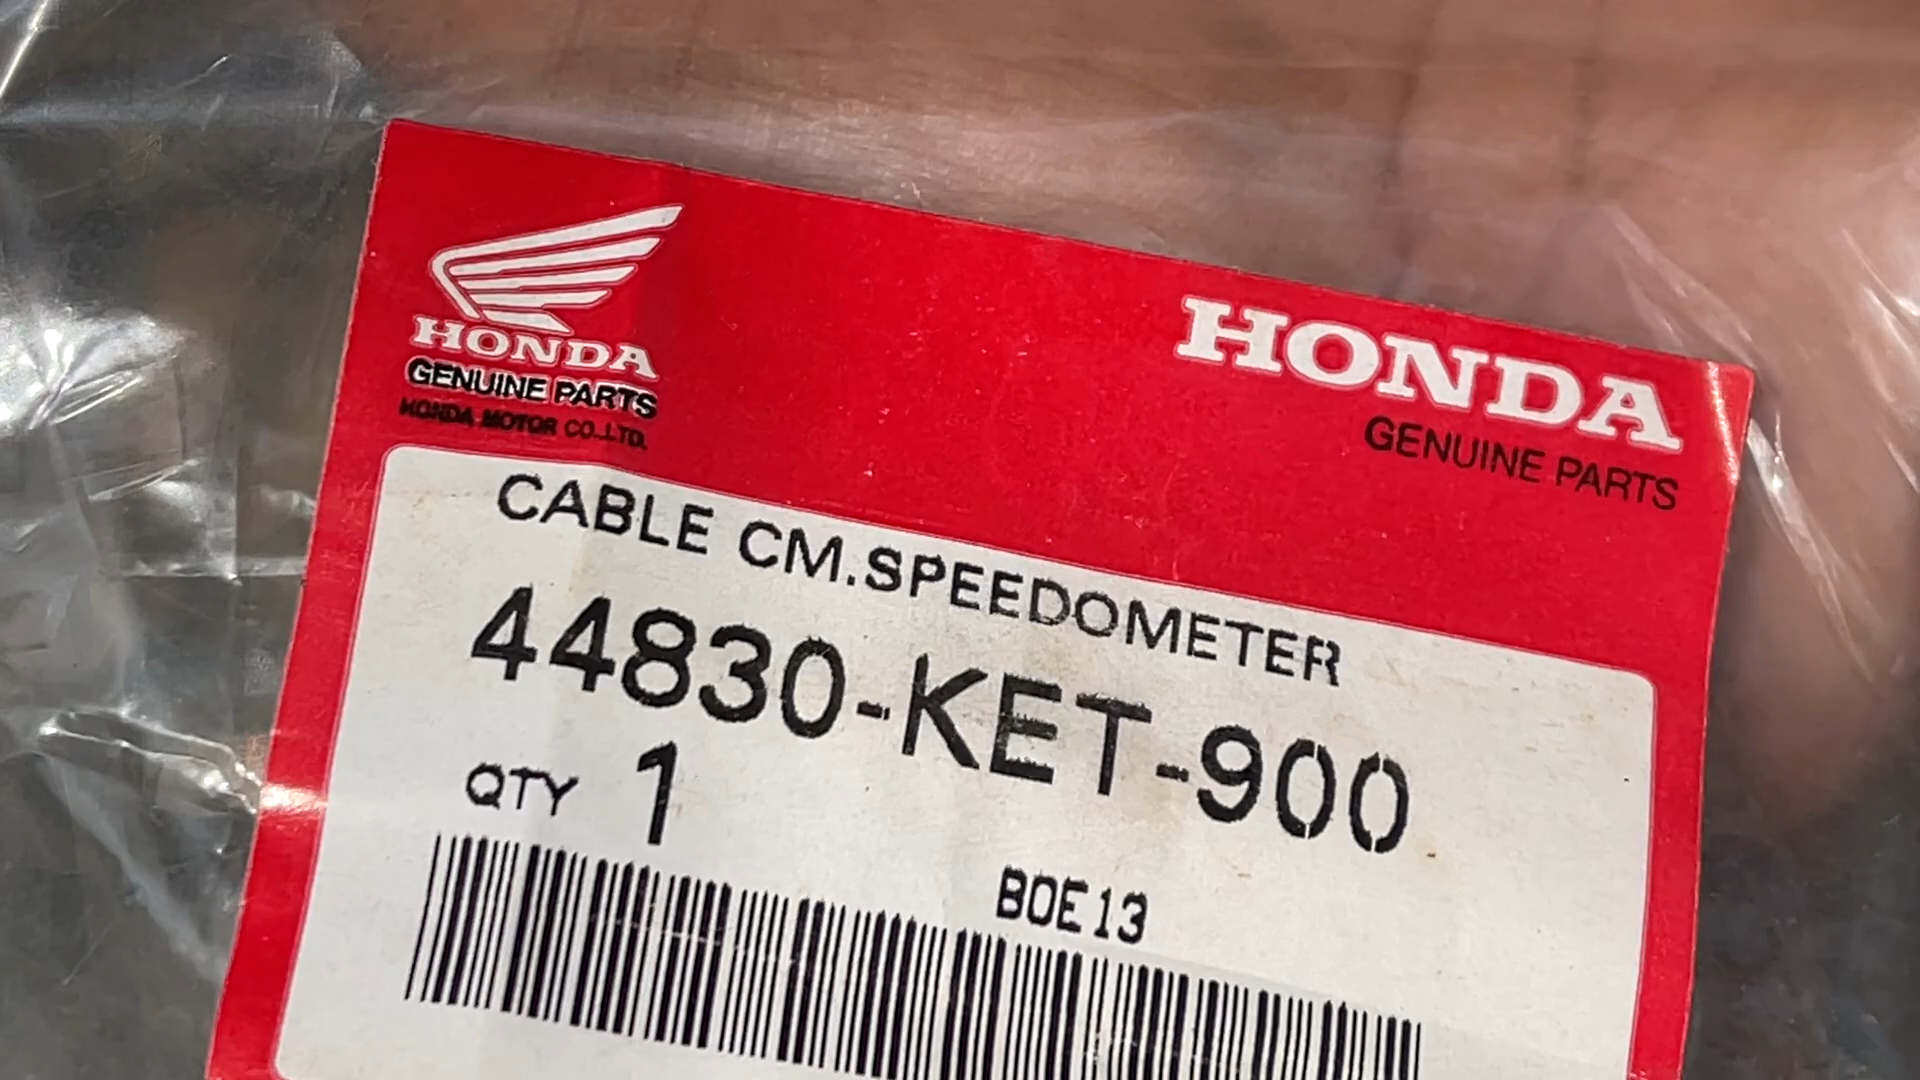 HONDA
GENUINE PARTS
HONDA MOTOR CO.,LTD.
HONDA
GENUINE PARTS
CABLE CM.SPEEDOMETER
44830-KET-900
QTY 1
BOE13